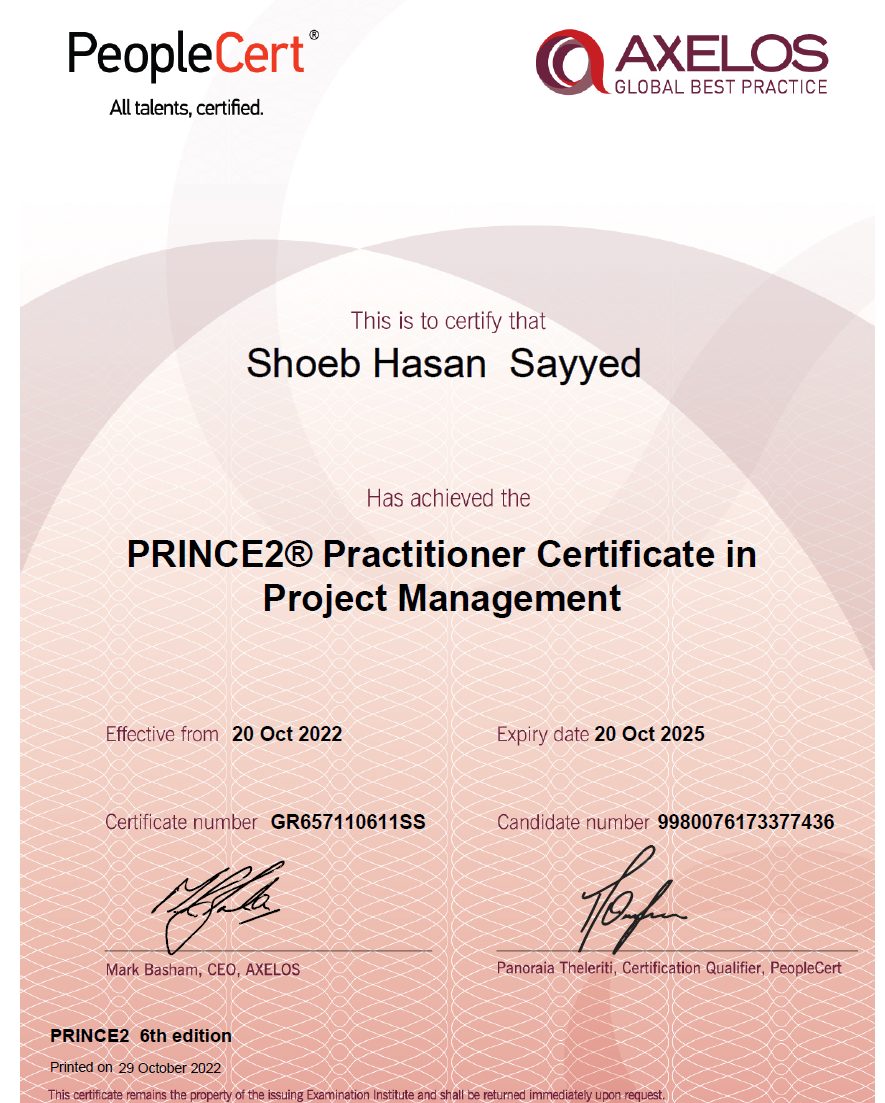 PeopleCert®
All talents, certified.
AXELOS
GLOBAL BEST PRACTICE
This is to certify that
Shoeb Hasan  Sayyed
Has achieved the
PRINCE2® Practitioner Certificate in
Project Management
Effective from 20 Oct 2022
Expiry date 20 Oct 2025
Certificate number GR657110611SS
Candidate number 9980076173377436
Mark Basham, CEO, AXELOS
Panoraia Theleriti, Certification Qualifier, PeopleCert
PRINCE2  6th edition
Printed on 29 October 2022
This certificate remains the property of the issuing Examination Institute and shall be returned immediately upon request.